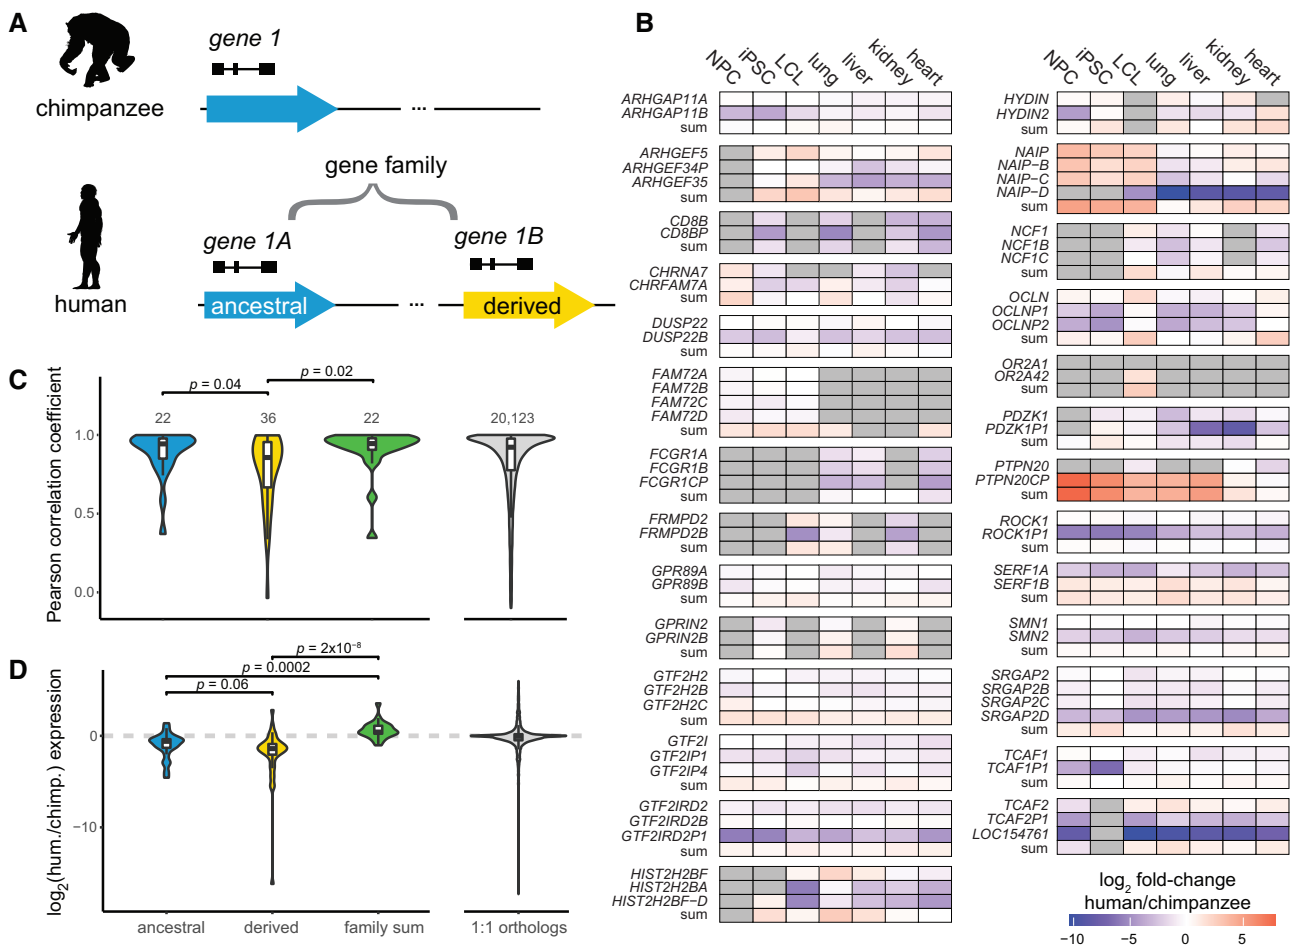 A
chimpanzee
gene 1
...
gene family
human
gene 1A
gene 1B
ancestral
...
derived
B
NPC
iPSC
LCL
lung
liver
kidney
heart
ARHGAP11A
ARHGAP11B
sum
ARHGEF5
ARHGEF34P
ARHGEF35
sum
CD8B
CD8BP
sum
CHRNA7
CHRFAM7A
sum
DUSP22
DUSP22B
sum
FAM72A
FAM72B
FAM72C
FAM72D
sum
FCGR1A
FCGR1B
FCGR1CP
sum
FRMPD2
FRMPD2B
sum
GPR89A
GPR89B
sum
GPRIN2
GPRIN2B
sum
GTF2H2
GTF2H2B
GTF2H2C
sum
GTF2I
GTF2IP1
GTF2IP4
sum
GTF2IRD2
GTF2IRD2B
GTF2IRD2P1
sum
HIST2H2BF
HIST2H2BA
HIST2H2BF−D
sum
NPC
iPSC
LCL
lung
liver
kidney
heart
HYDIN
HYDIN2
sum
NAIP
NAIP−B
NAIP−C
NAIP−D
sum
NCF1
NCF1B
NCF1C
sum
OCLN
OCLNP1
OCLNP2
sum
OR2A1
OR2A42
sum
PDZK1
PDZK1P1
sum
PTPN20
PTPN20CP
sum
ROCK1
ROCK1P1
sum
SERF1A
SERF1B
sum
SMN1
SMN2
sum
SRGAP2
SRGAP2B
SRGAP2C
SRGAP2D
sum
TCAF1
TCAF1P1
sum
TCAF2
TCAF2P1
LOC154761
sum
log2 fold-change
human/chimpanzee
−10 −5 0 5
C
Pearson correlation coefficient
p = 0.04
p = 0.02
22 36 22 20,123
1.0
0.5
0.0
D
log2(hum./chimp.) expression
p = 2x10−8
p = 0.0002
p = 0.06
0
−10
ancestral derived family sum 1:1 orthologs